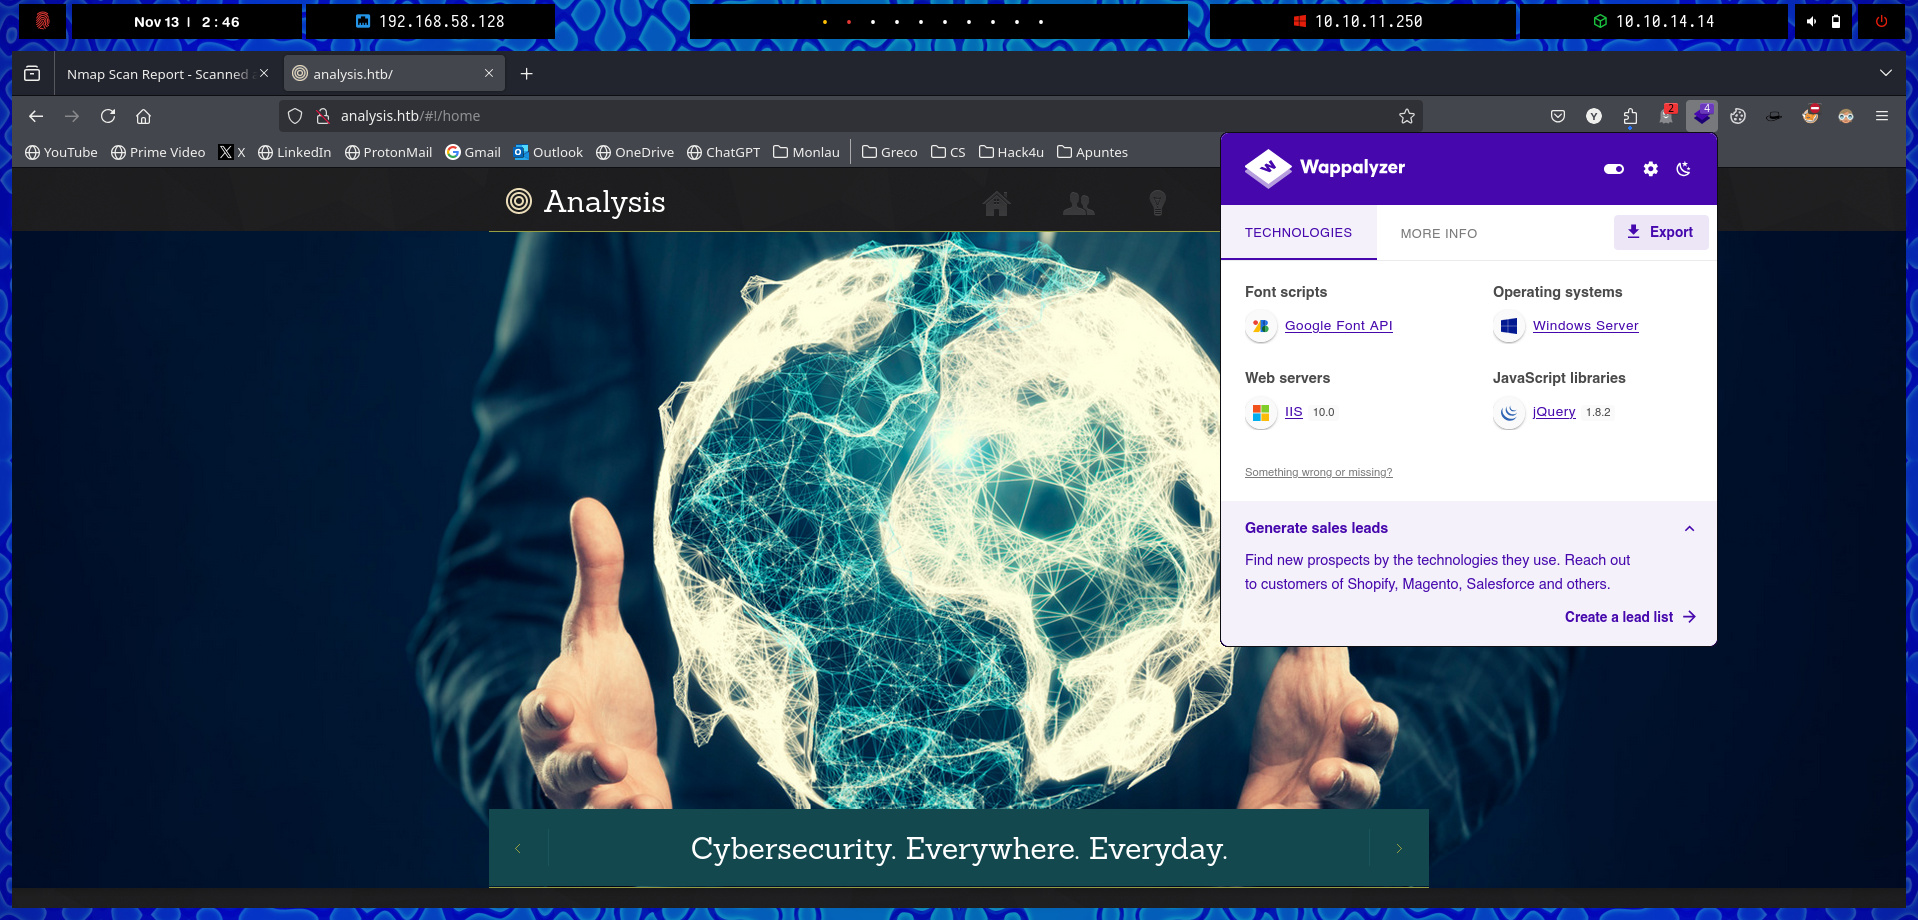 Nov 13 | 2 : 46
192.168.58.128
10.10.11.250
10.10.14.14
Nmap Scan Report - Scanned
analysis.htb/
analysis.htb/#!/home
2
4
Y
YouTube
Prime Video
X
LinkedIn
ProtonMail
Gmail
Outlook
OneDrive
ChatGPT
Monlau
Greco
CS
Hack4u
Apuntes
Analysis
Wappalyzer
TECHNOLOGIES
MORE INFO
Export
Font scripts
Google Font API
Operating systems
Windows Server
Web servers
IIS 10.0
JavaScript libraries
jQuery 1.8.2
Something wrong or missing?
Generate sales leads
Find new prospects by the technologies they use. Reach out
to customers of Shopify, Magento, Salesforce and others.
Create a lead list
Cybersecurity. Everywhere. Everyday.